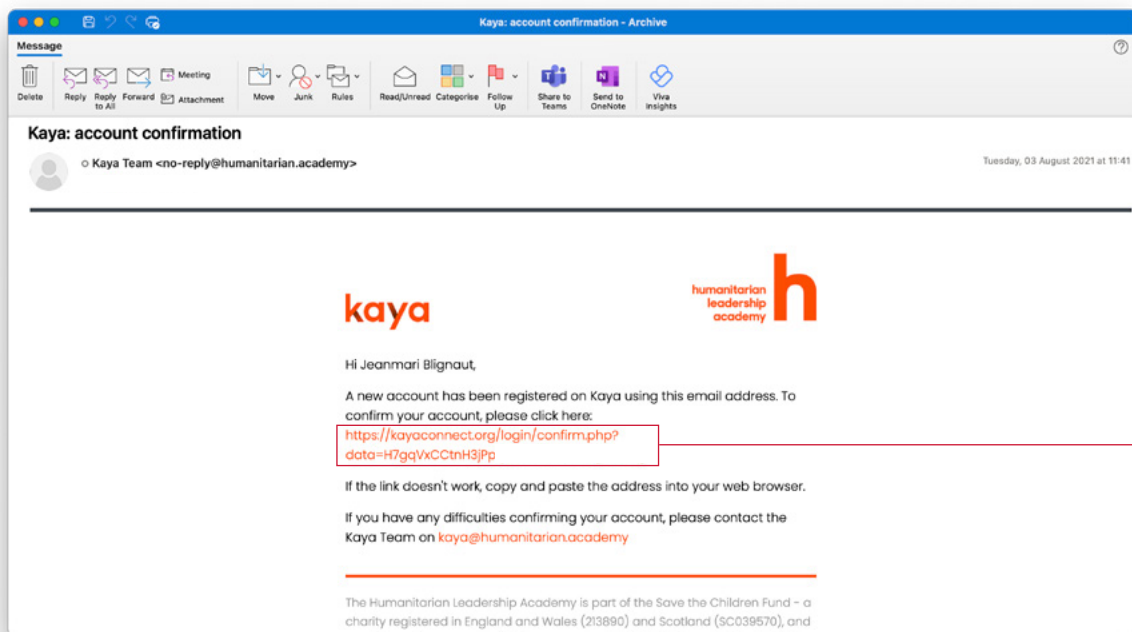 Kaya: account confirmation – Archive
Message
Delete
Reply
Reply to All
Forward
Meeting
Attachment
Move
Junk
Rules
Read/Unread
Categorise
Follow Up
Share to Teams
Send to OneNote
Viva Insights
Kaya: account confirmation
Kaya Team <no-reply@humanitarian.academy>
Tuesday, 03 August 2021 at 11:41
kaya
humanitarian
leadership
academy
h
Hi Jeanmari Blignaut,
A new account has been registered on Kaya using this email address. To
confirm your account, please click here:
https://kayaconnect.org/login/confirm.php?
data=H7gqVxCCtnH3jPp
If the link doesn't work, copy and paste the address into your web browser.
If you have any difficulties confirming your account, please contact the
Kaya Team on kaya@humanitarian.academy
The Humanitarian Leadership Academy is part of the Save the Children Fund - a
charity registered in England and Wales (213890) and Scotland (SC039570), and